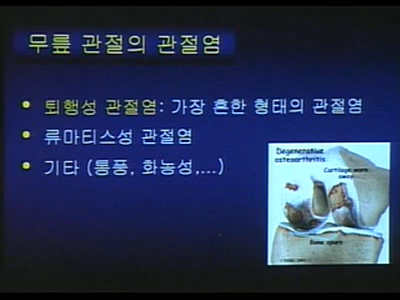 무릎 관절의 관절염
퇴행성 관절염: 가장 흔한 형태의 관절염
류마티스성 관절염
기타 (통풍, 화농성,...)
Degenerative
osteoarthritis
Cartilage worn
away
Bone spurs